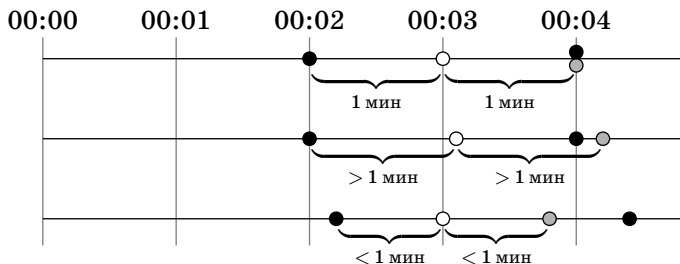 00:00 00:01 00:02 00:03 00:04
1 мин 1 мин
> 1 мин > 1 мин
< 1 мин < 1 мин